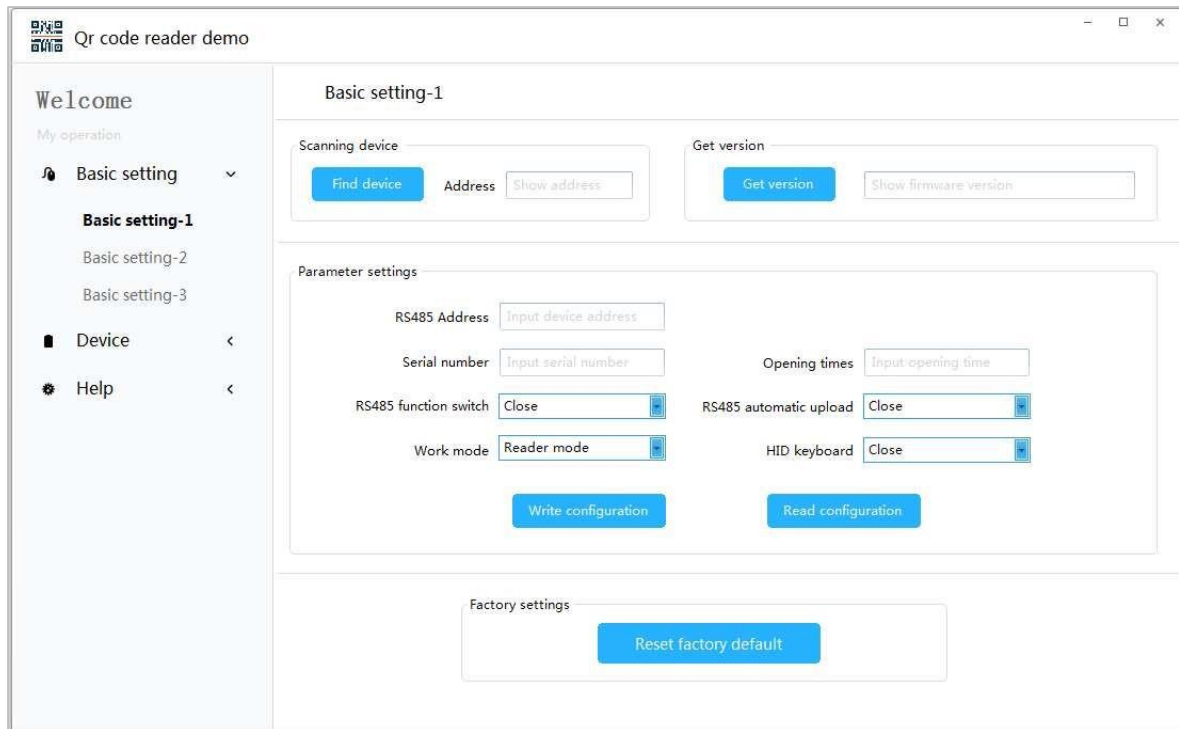 Qr code reader demo
Welcome
My operation
Basic setting
Basic setting-1
Basic setting-2
Basic setting-3
Device
Help
Basic setting-1
Scanning device
Find device
Address
Show address
Get version
Get version
Show firmware version
Parameter settings
RS485 Address
Input device address
Serial number
Input serial number
Opening times
Input opening time
RS485 function switch
Close
RS485 automatic upload
Close
Work mode
Reader mode
HID keyboard
Close
Write configuration
Read configuration
Factory settings
Reset factory default